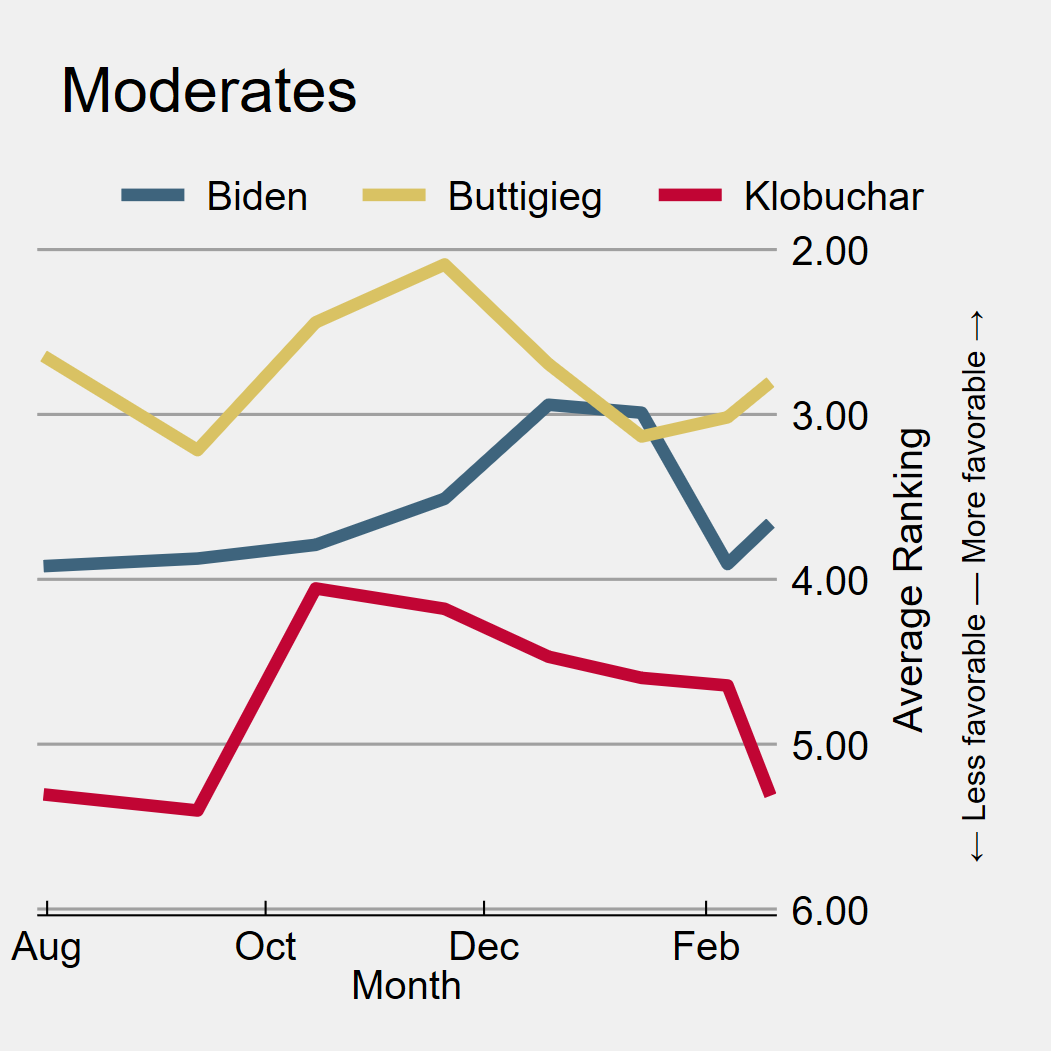 Moderates
Biden Buttigieg Klobuchar
2.00
3.00
4.00
5.00
6.00
Average Ranking
← Less favorable — More favorable →
Aug Oct Dec Feb
Month